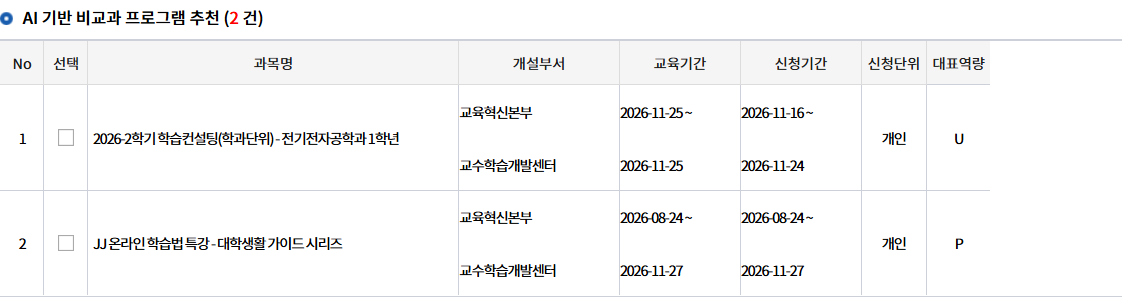 AI 기반 비교과 프로그램 추천 (2 건)
No 선택 과목명 개설부서 교육기간 신청기간 신청단위 대표역량
교육혁신본부 2026-11-25 ~ 2026-11-16 ~
1 2026-2학기 학습컨설팅(학과단위) - 전기전자공학과 1학년 개인 U
교수학습개발센터 2026-11-25 2026-11-24
교육혁신본부 2026-08-24 ~ 2026-08-24 ~
2 JJ 온라인 학습법 특강 - 대학생활 가이드 시리즈 개인 P
교수학습개발센터 2026-11-27 2026-11-27